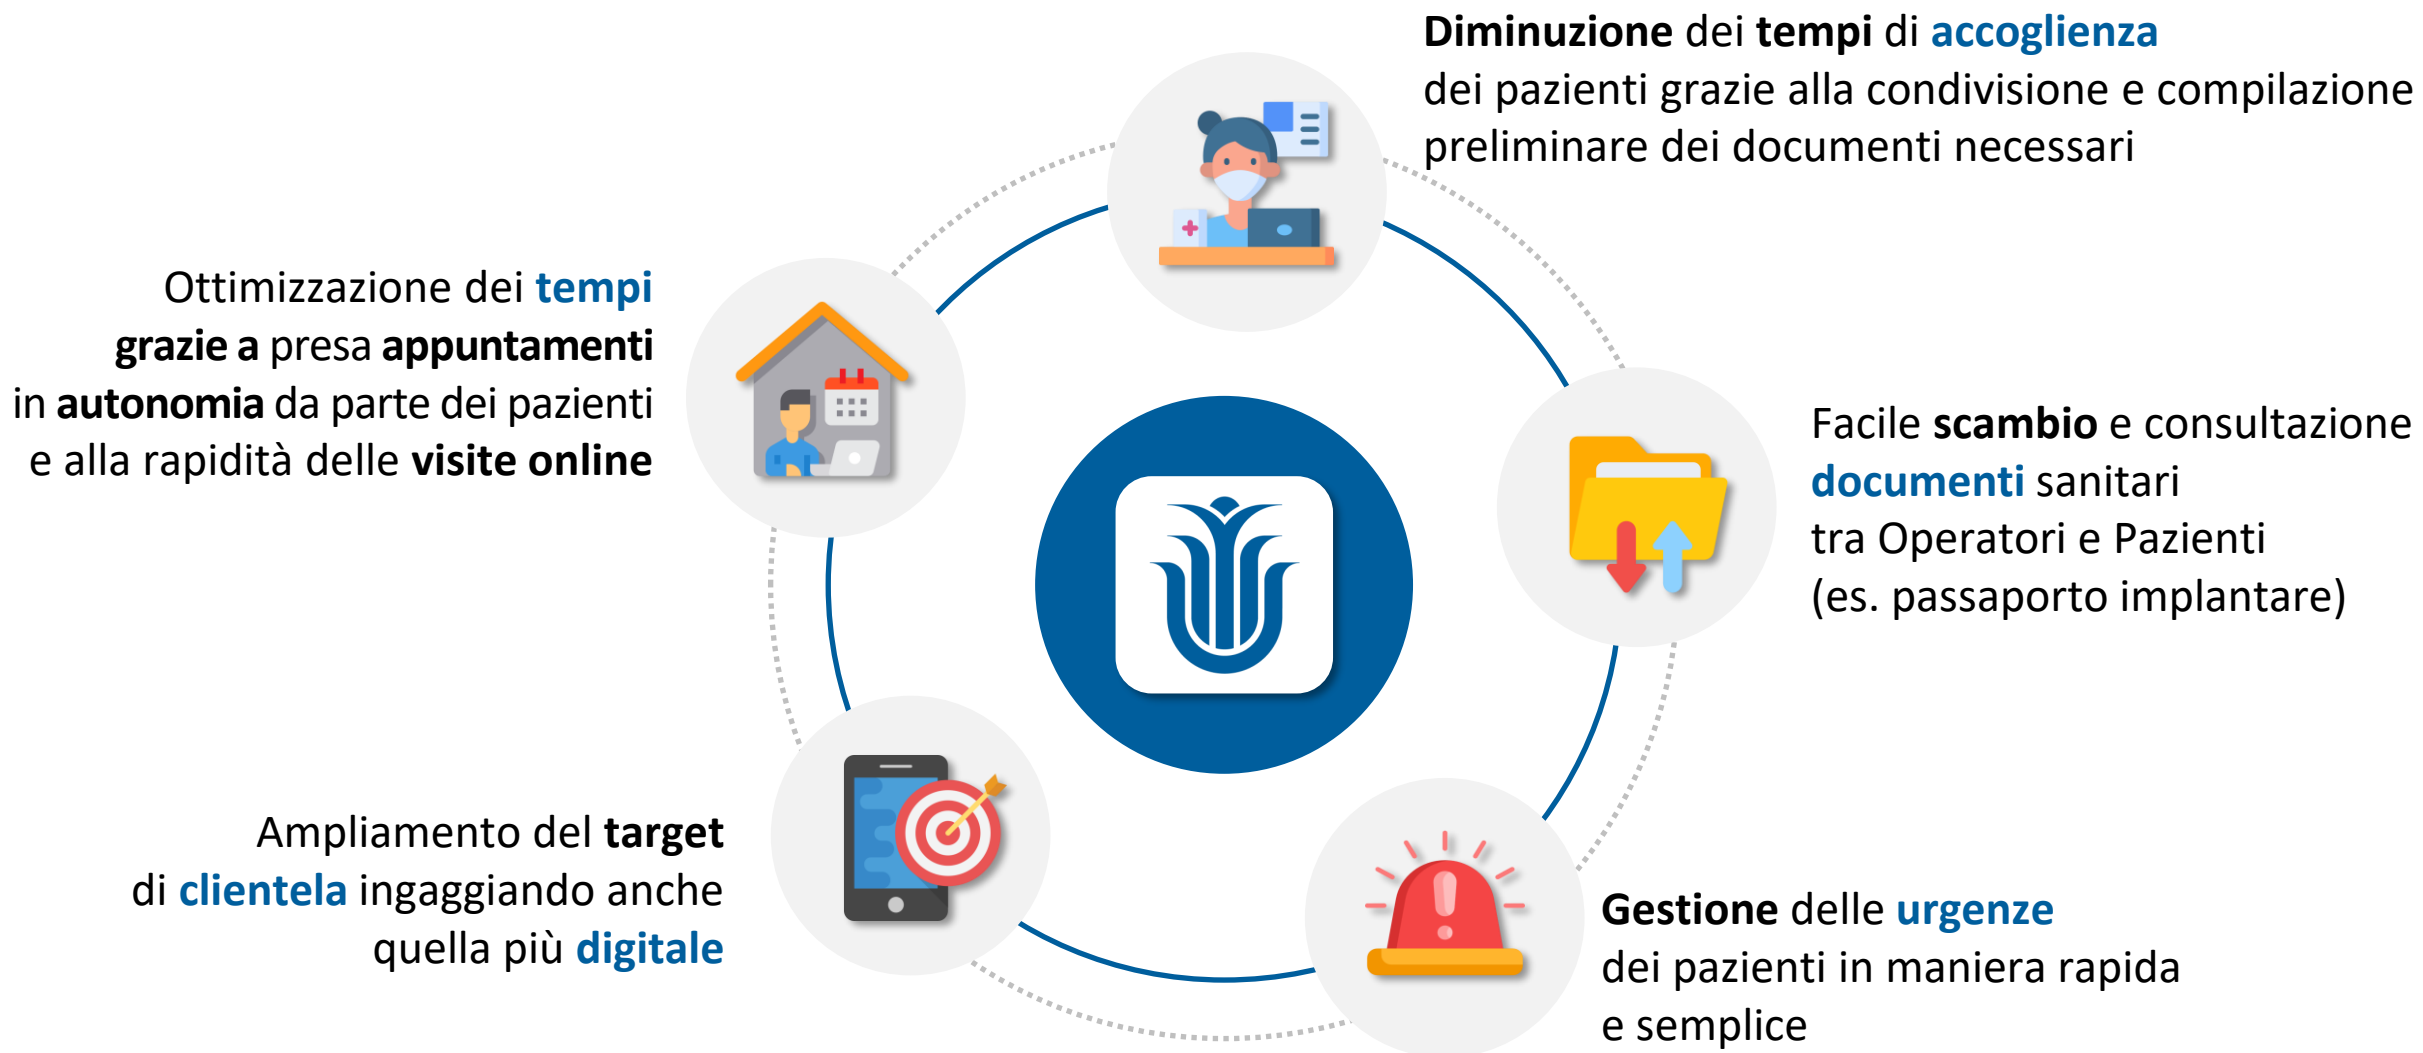 Diminuzione dei tempi di accoglienza
dei pazienti grazie alla condivisione e compilazione
preliminare dei documenti necessari
Ottimizzazione dei tempi
grazie a presa appuntamenti
in autonomia da parte dei pazienti
e alla rapidità delle visite online
Facile scambio e consultazione
documenti sanitari
tra Operatori e Pazienti
(es. passaporto implantare)
Ampliamento del target
di clientela ingaggiando anche
quella più digitale
Gestione delle urgenze
dei pazienti in maniera rapida
e semplice